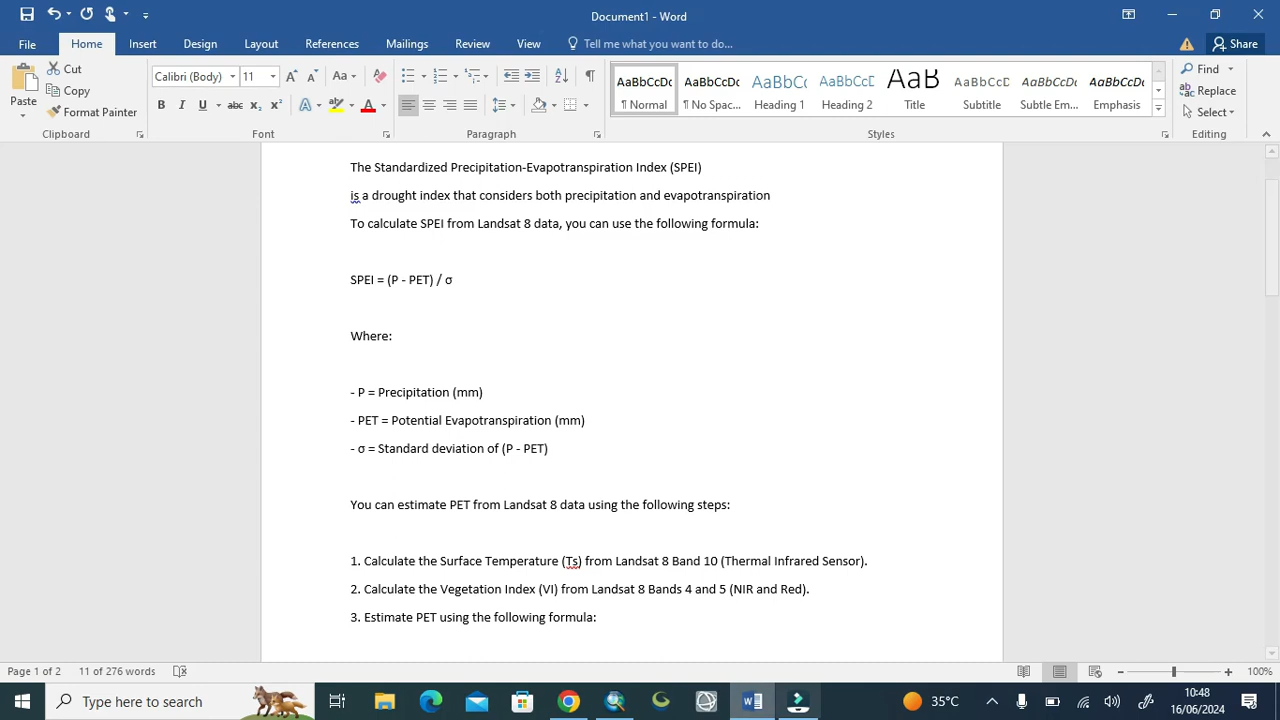 Document1 - Word
File Home Insert Design Layout References Mailings Review View Tell me what you want to do... Share
Paste
Cut
Copy
Format Painter
Clipboard
Calibri (Body) 11
Font
Paragraph
AaBbCcDc AaBbCcDc AaBbCc AaBbCcD AaB AaBbCcD AaBbCcDc AaBbCcDc
¶ Normal ¶ No Spac... Heading 1 Heading 2 Title Subtitle Subtle Em... Emphasis
Styles
Find
Replace
Select
Editing
The Standardized Precipitation-Evapotranspiration Index (SPEI)
is a drought index that considers both precipitation and evapotranspiration
To calculate SPEI from Landsat 8 data, you can use the following formula:
SPEI = (P - PET) / σ
Where:
- P = Precipitation (mm)
- PET = Potential Evapotranspiration (mm)
- σ = Standard deviation of (P - PET)
You can estimate PET from Landsat 8 data using the following steps:
1. Calculate the Surface Temperature (Ts) from Landsat 8 Band 10 (Thermal Infrared Sensor).
2. Calculate the Vegetation Index (VI) from Landsat 8 Bands 4 and 5 (NIR and Red).
3. Estimate PET using the following formula:
Page 1 of 2 11 of 276 words 100%
Type here to search 35°C 10:48
16/06/2024